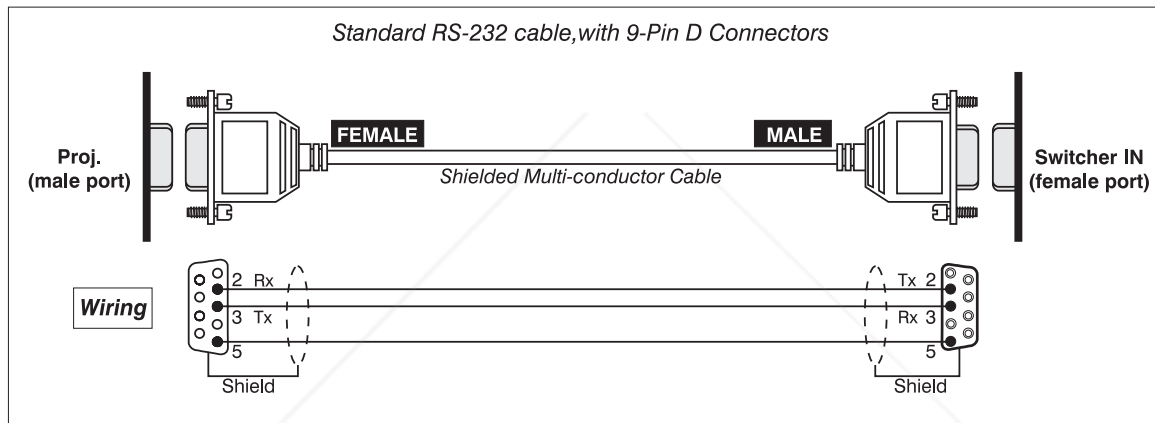 Standard RS-232 cable,with 9-Pin D Connectors
FEMALE
MALE
Proj.
(male port)
Shielded Multi-conductor Cable
Switcher IN
(female port)
Wiring
2 Rx
3 Tx
5
Shield
Tx 2
Rx 3
5
Shield